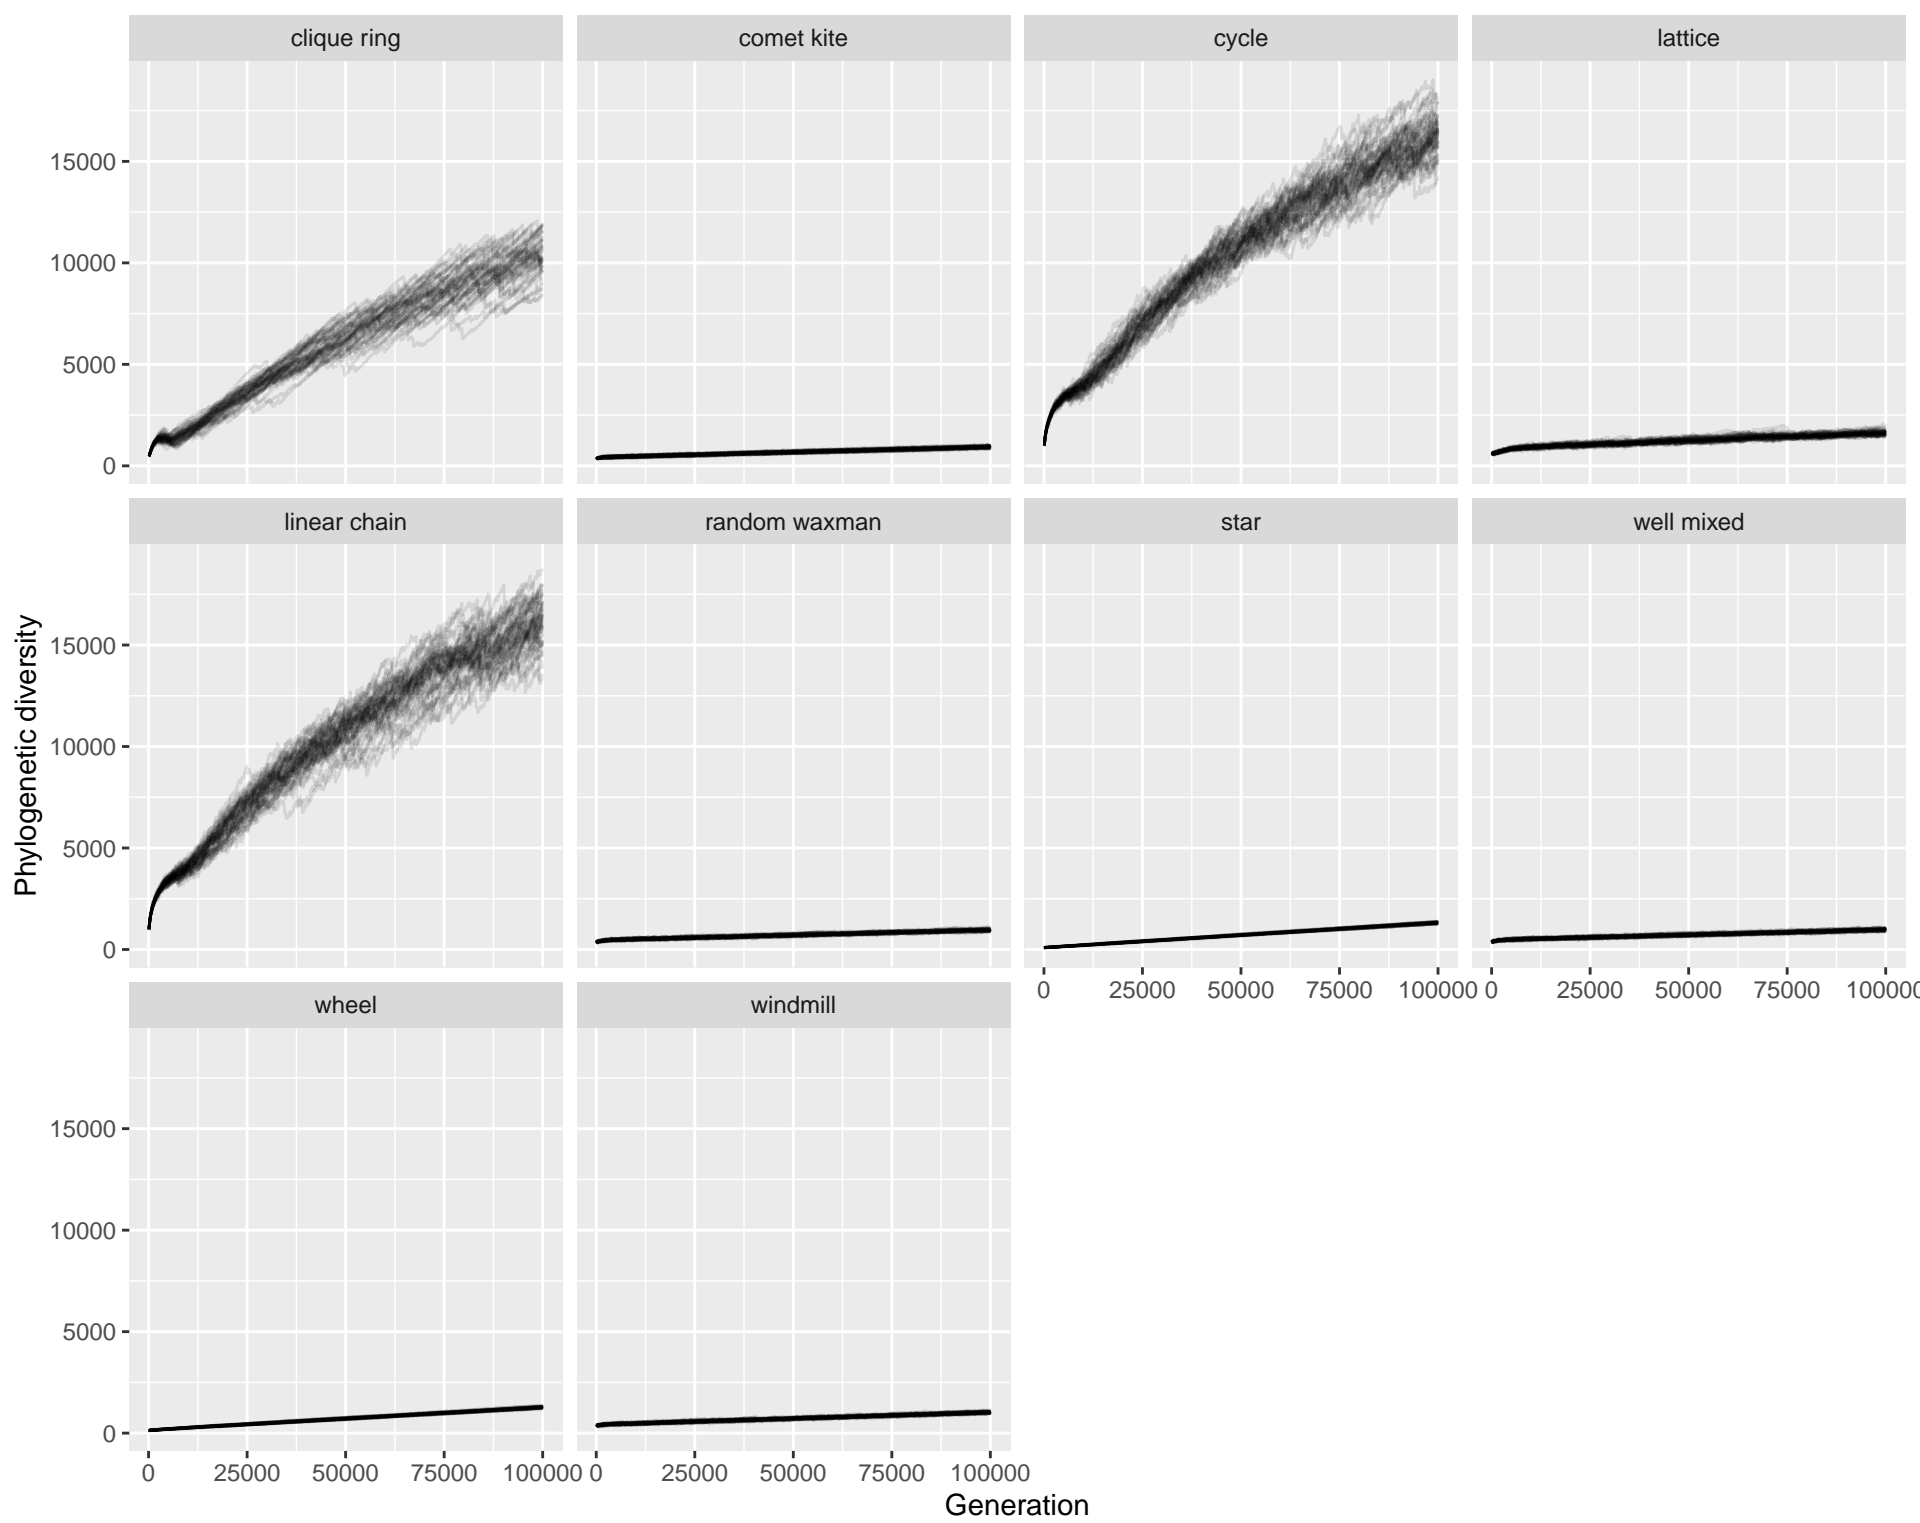 clique ring comet kite cycle lattice
15000
10000
5000
0
linear chain random waxman star well mixed
Phylogenetic diversity
15000
10000
5000
0
0 25000 50000 75000 100000 0 25000 50000 75000 100000
wheel windmill
15000
10000
5000
0
0 25000 50000 75000 100000 0 25000 50000 75000 100000
Generation